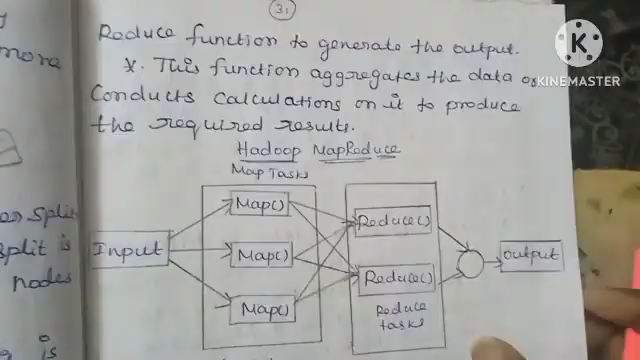 31
Reduce function to generate the output.
* This function aggregates the data or
Conducts calculations on it to produce
the required results.
Hadoop MapReduce
Map Tasks
Input
Map()
Map()
Map()
Reduce()
Reduce()
Reduce
tasks
output
more
split
split is
nodes
is
K
KINEMASTER